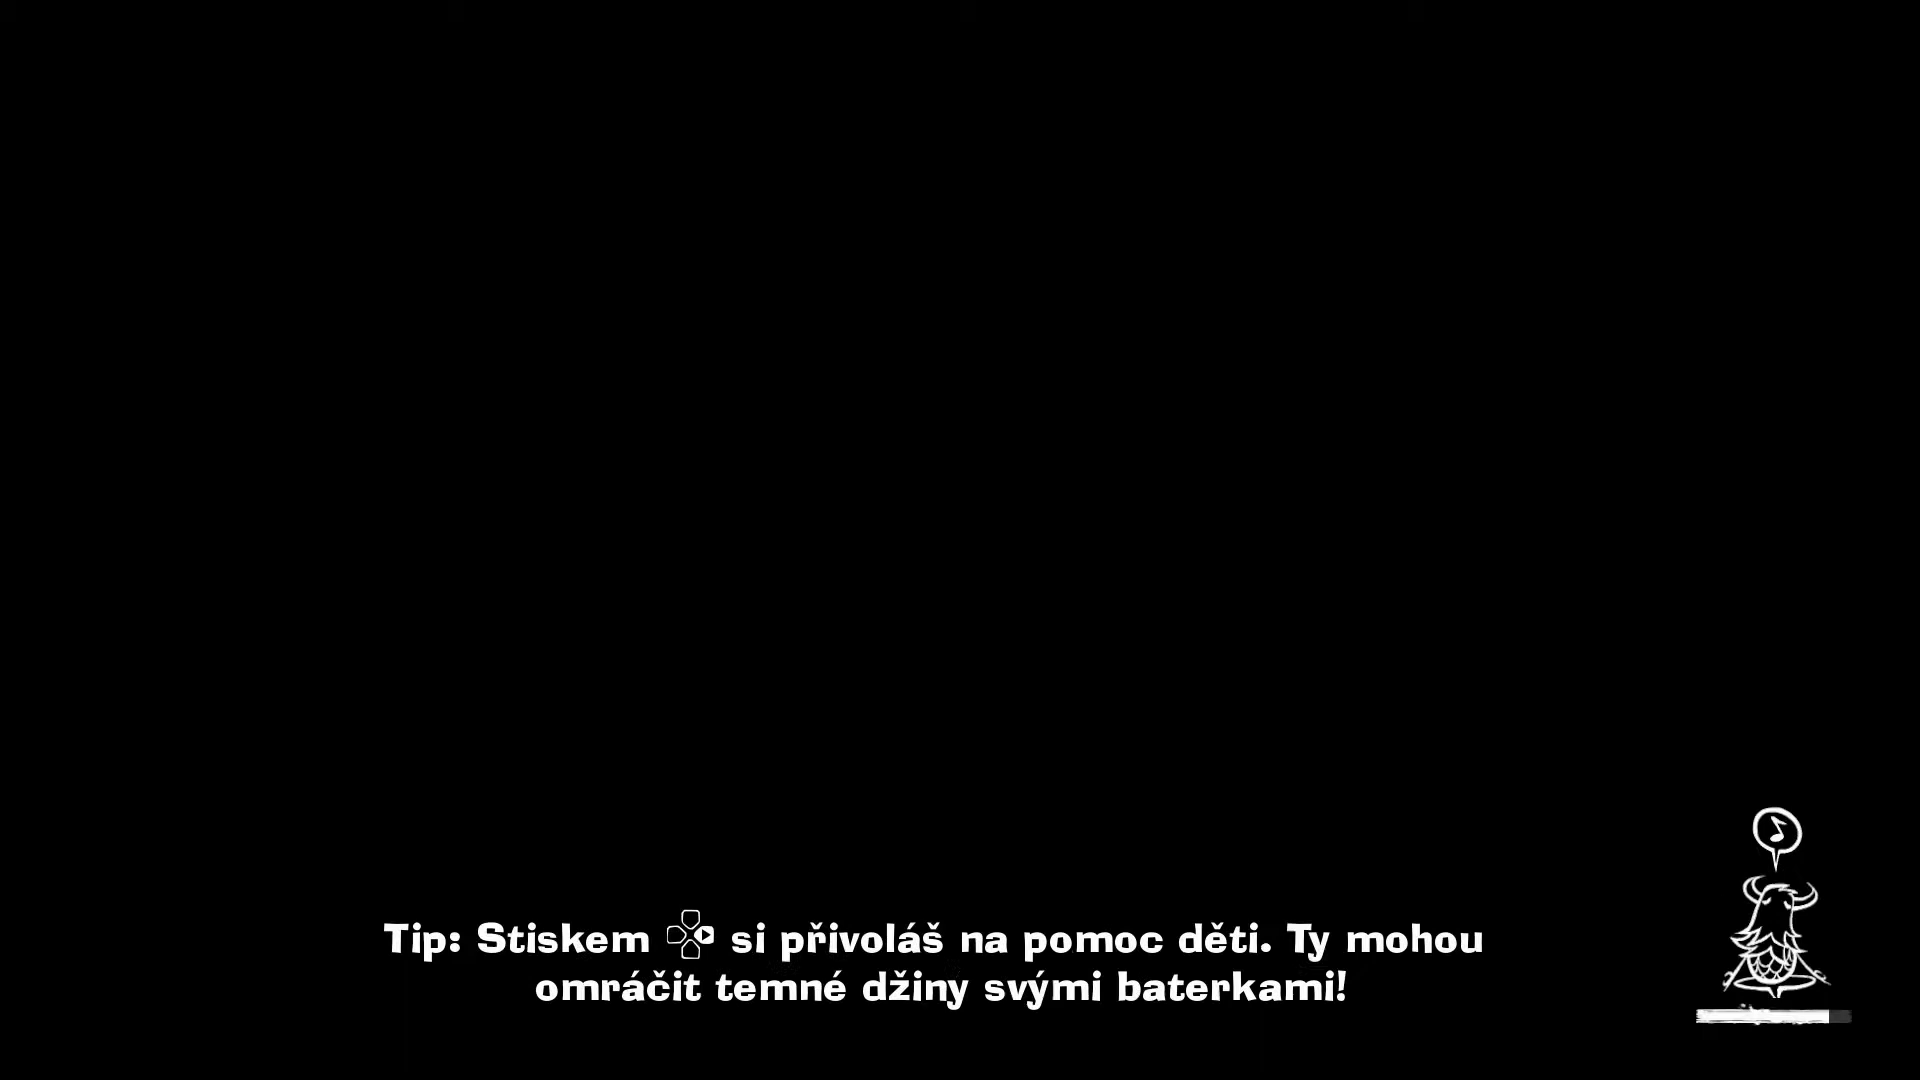 Tip: Stiskem si přivoláš na pomoc děti. Ty mohou
omráčit temné džiny svými baterkami!